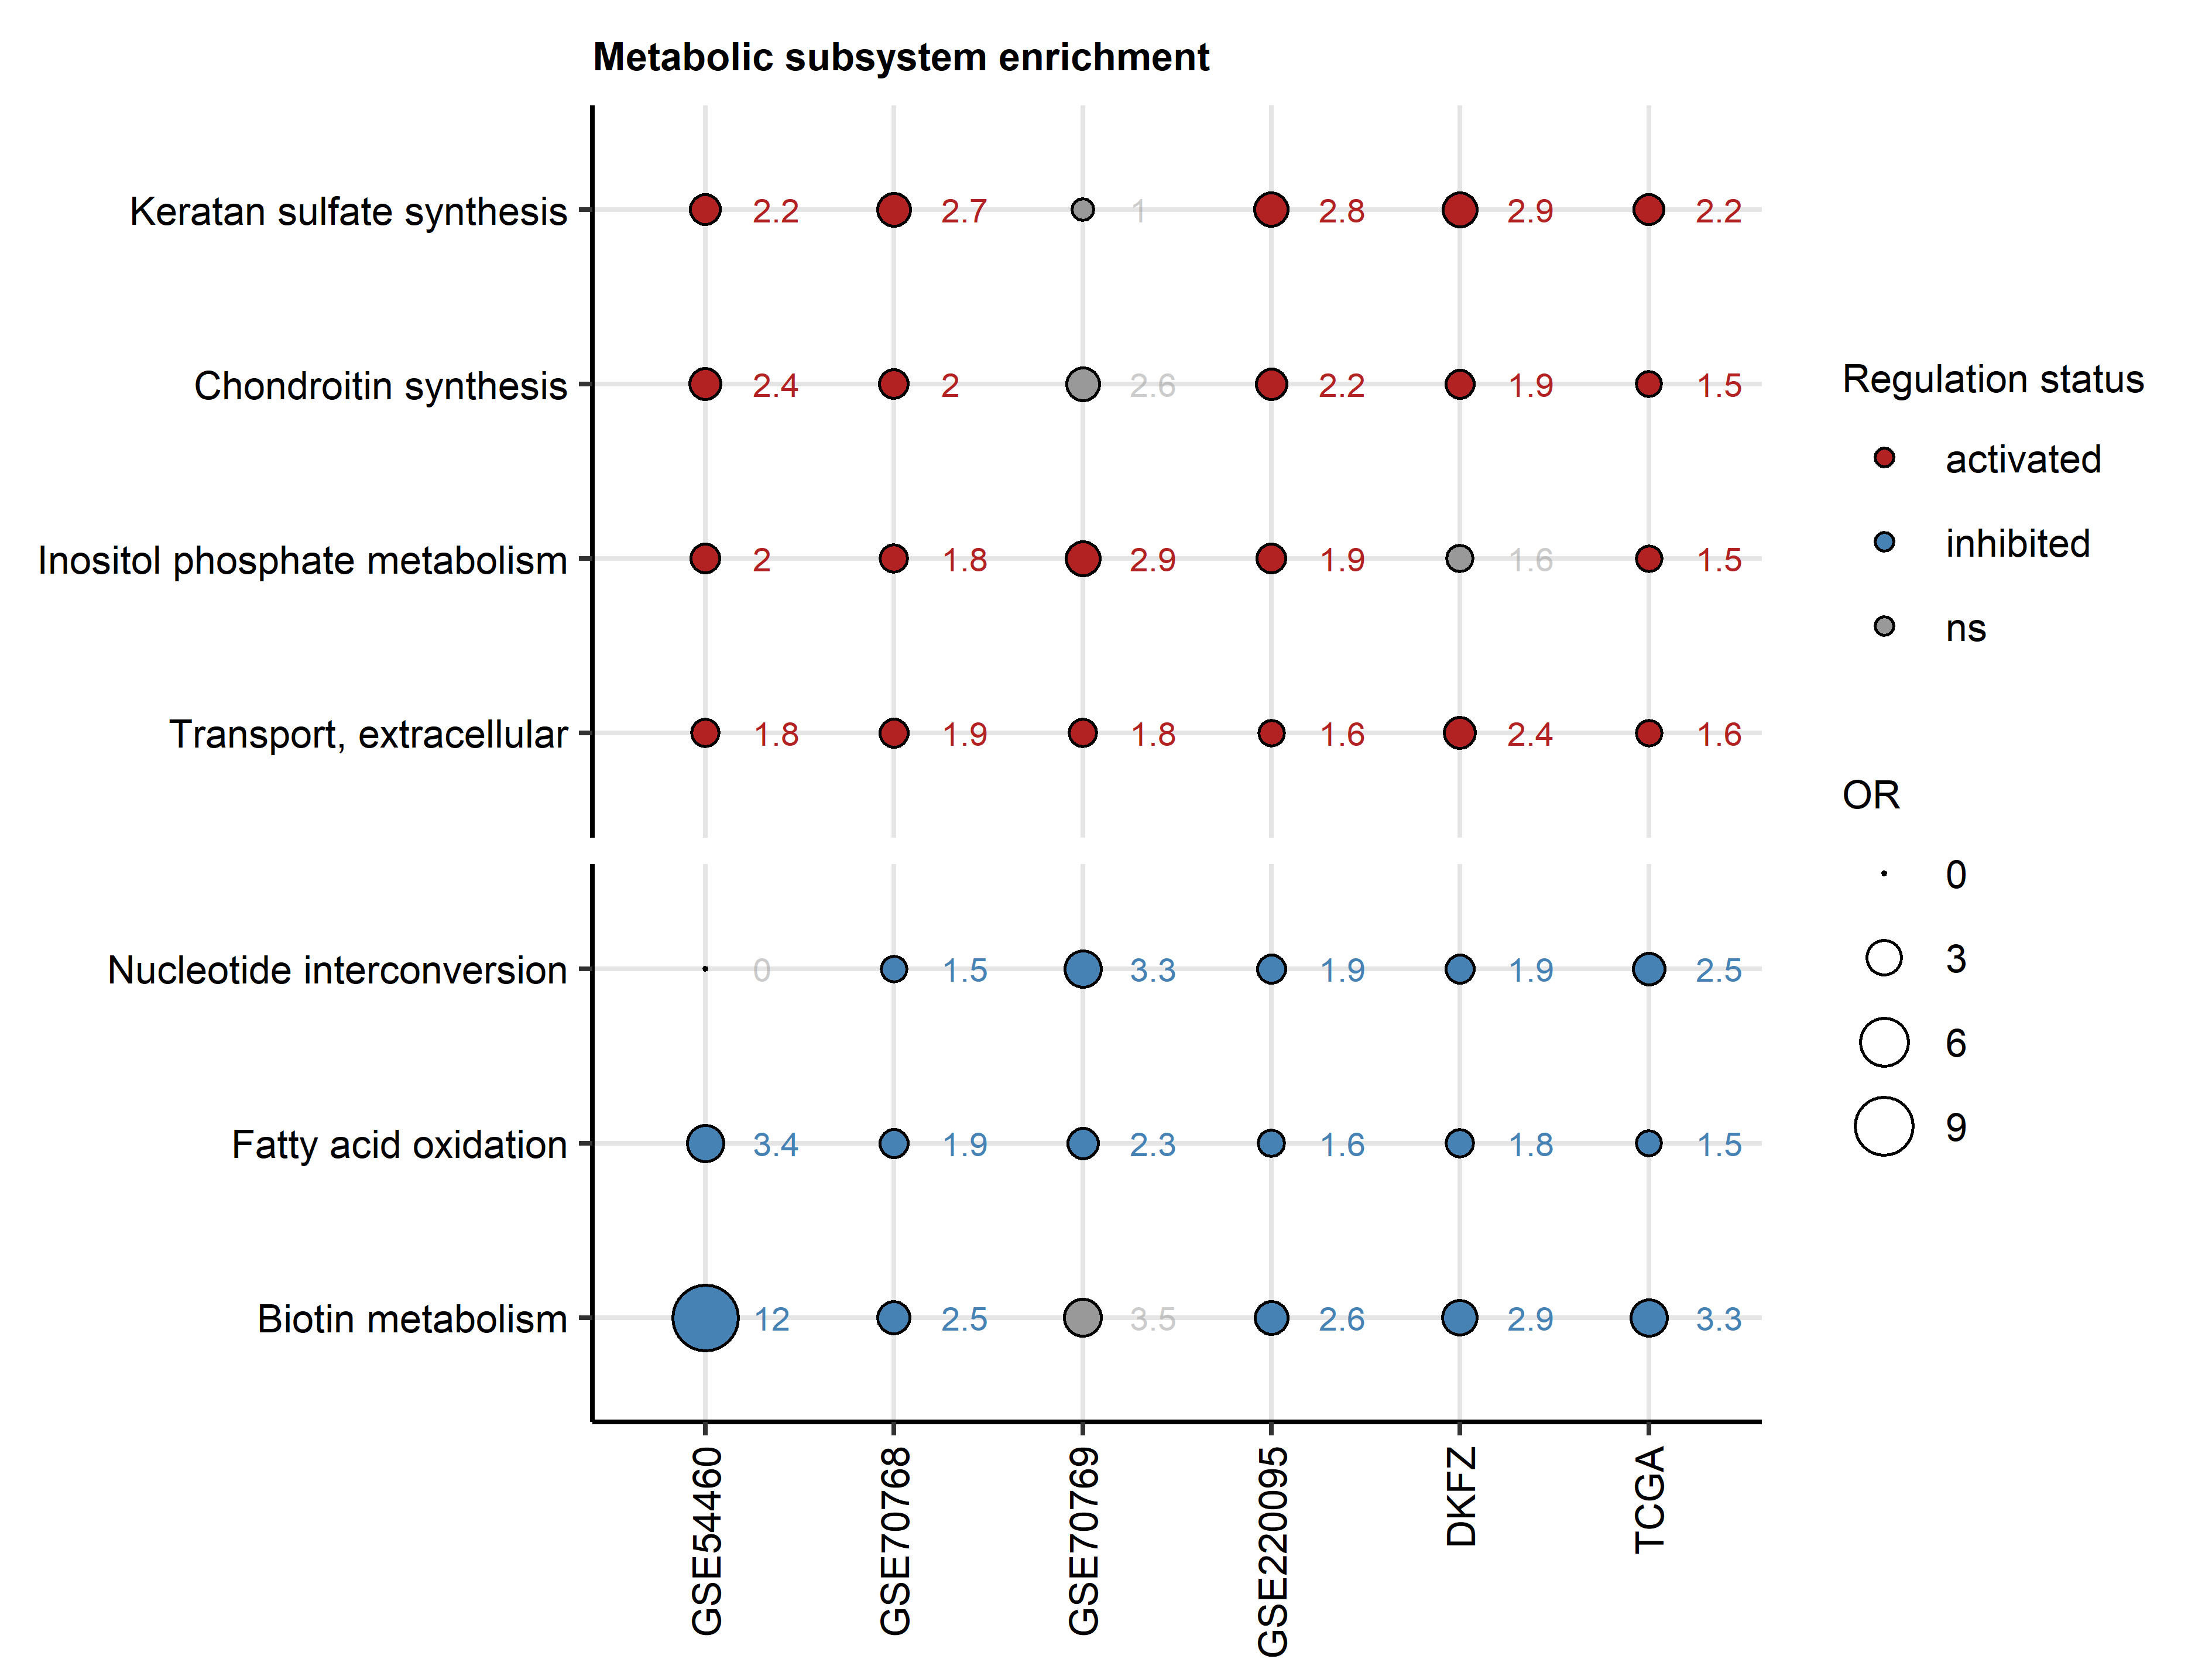 Metabolic subsystem enrichment
Keratan sulfate synthesis 2.2 2.7 1 2.8 2.9 2.2
Chondroitin synthesis 2.4 2 2.6 2.2 1.9 1.5
Inositol phosphate metabolism 2 1.8 2.9 1.9 1.6 1.5
Transport, extracellular 1.8 1.9 1.8 1.6 2.4 1.6
Nucleotide interconversion 0 1.5 3.3 1.9 1.9 2.5
Fatty acid oxidation 3.4 1.9 2.3 1.6 1.8 1.5
Biotin metabolism 12 2.5 3.5 2.6 2.9 3.3
GSE54460
GSE70768
GSE70769
GSE220095
DKFZ
TCGA
Regulation status
activated
inhibited
ns
OR
0
3
6
9